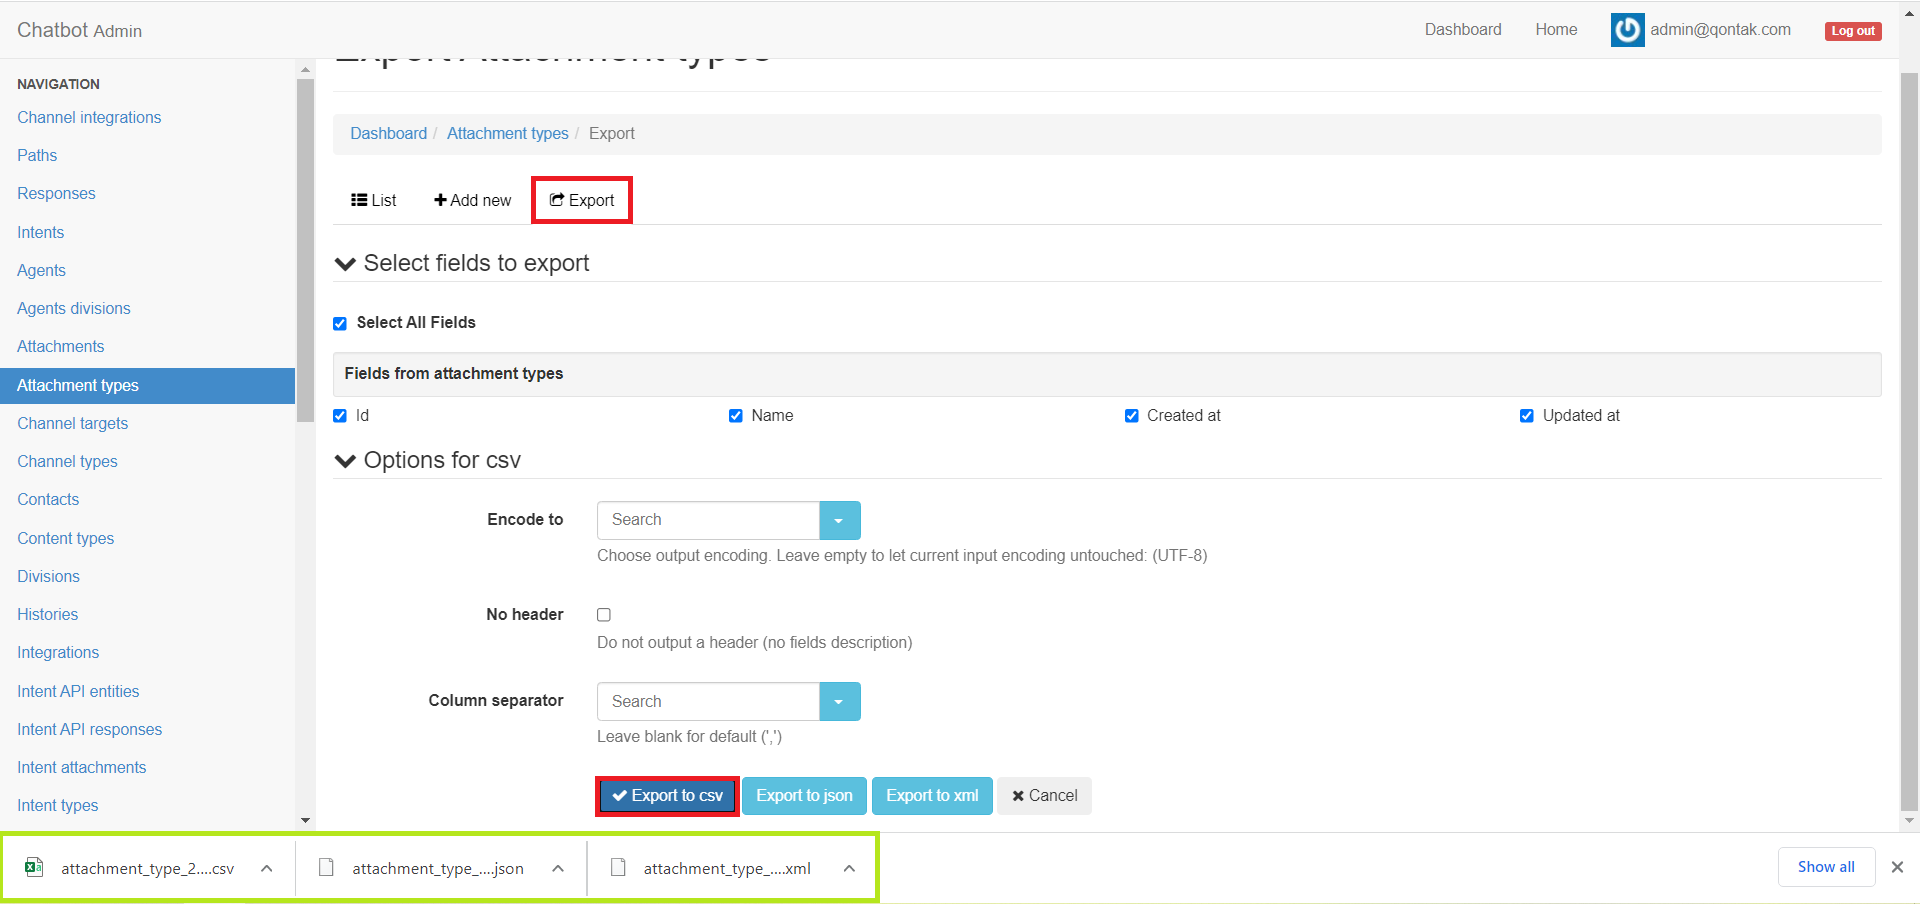 Chatbot Admin
Dashboard
Home
admin@qontak.com
Log out
NAVIGATION
Channel integrations
Paths
Responses
Intents
Agents
Agents divisions
Attachments
Attachment types
Channel targets
Channel types
Contacts
Content types
Divisions
Histories
Integrations
Intent API entities
Intent API responses
Intent attachments
Intent types
Export Attachment types
Dashboard / Attachment types / Export
List
Add new
Export
Select fields to export
Select All Fields
Fields from attachment types
Id
Name
Created at
Updated at
Options for csv
Encode to
Search
Choose output encoding. Leave empty to let current input encoding untouched: (UTF-8)
No header
Do not output a header (no fields description)
Column separator
Search
Leave blank for default (',')
Export to csv
Export to json
Export to xml
Cancel
attachment_type_2....csv
attachment_type_....json
attachment_type_....xml
Show all